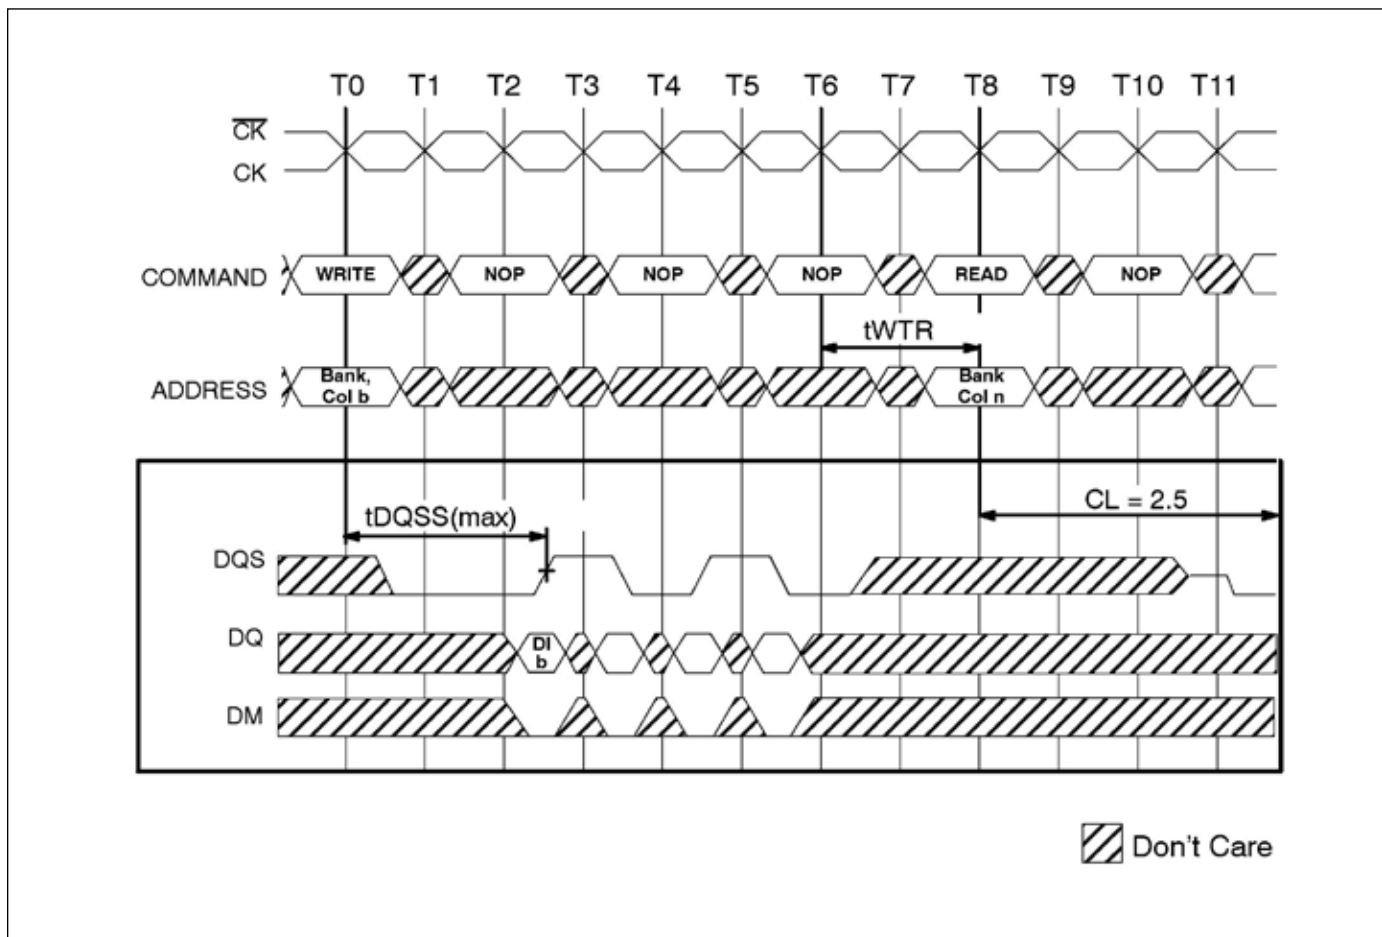 T0 T1 T2 T3 T4 T5 T6 T7 T8 T9 T10 T11
CK
CK
COMMAND WRITE NOP NOP NOP READ NOP
tWTR
ADDRESS Bank, Col b Bank Col n
CL = 2.5
tDQSS(max)
DQS
DQ DI b
DM
Don't Care